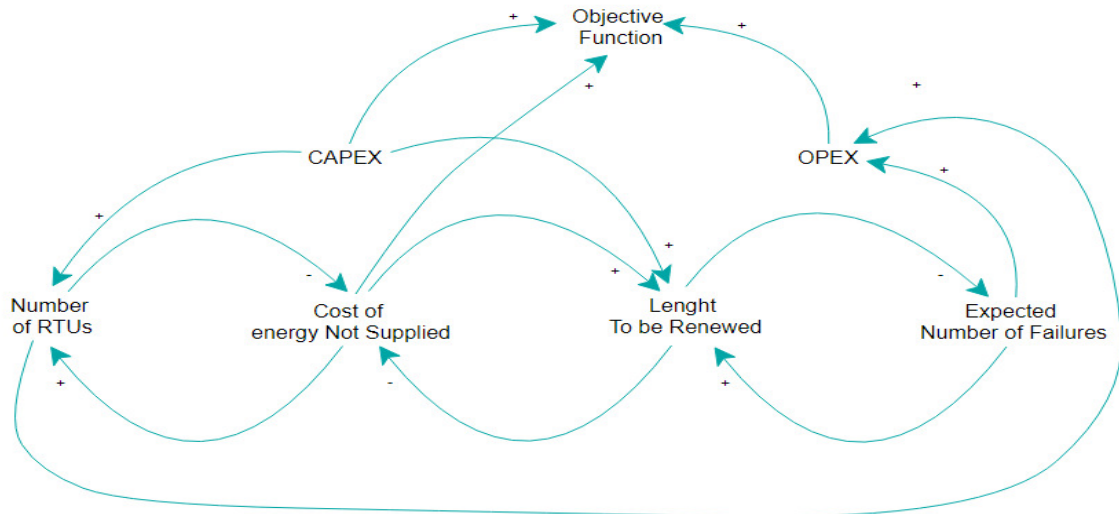 +
Objective
Function
+
+
+
CAPEX
OPEX
+
+
+
-
+
-
Number
of RTUs
Cost of
energy Not Supplied
Lenght
To be Renewed
Expected
Number of Failures
+
-
+